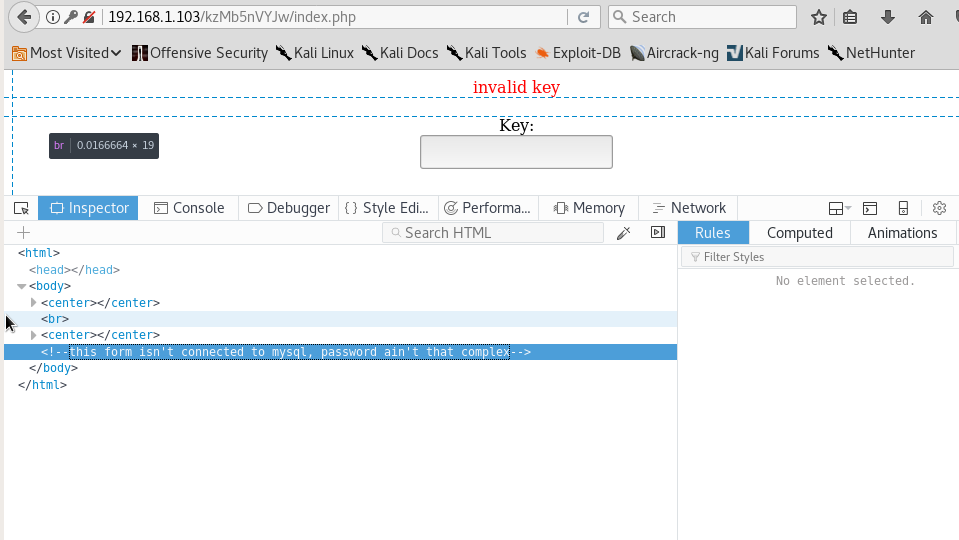 192.168.1.103/kzMb5nVYJw/index.php Search
Most Visited Offensive Security Kali Linux Kali Docs Kali Tools Exploit-DB Aircrack-ng Kali Forums NetHunter
invalid key
Key:
br 0.0166664 × 19
Inspector Console Debugger Style Edi... Performa... Memory Network
Search HTML Rules Computed Animations
<html>
Filter Styles
<head></head>
<body>
No element selected.
<center></center>
<br>
<center></center>
<!--this form isn't connected to mysql, password ain't that complex-->
</body>
</html>